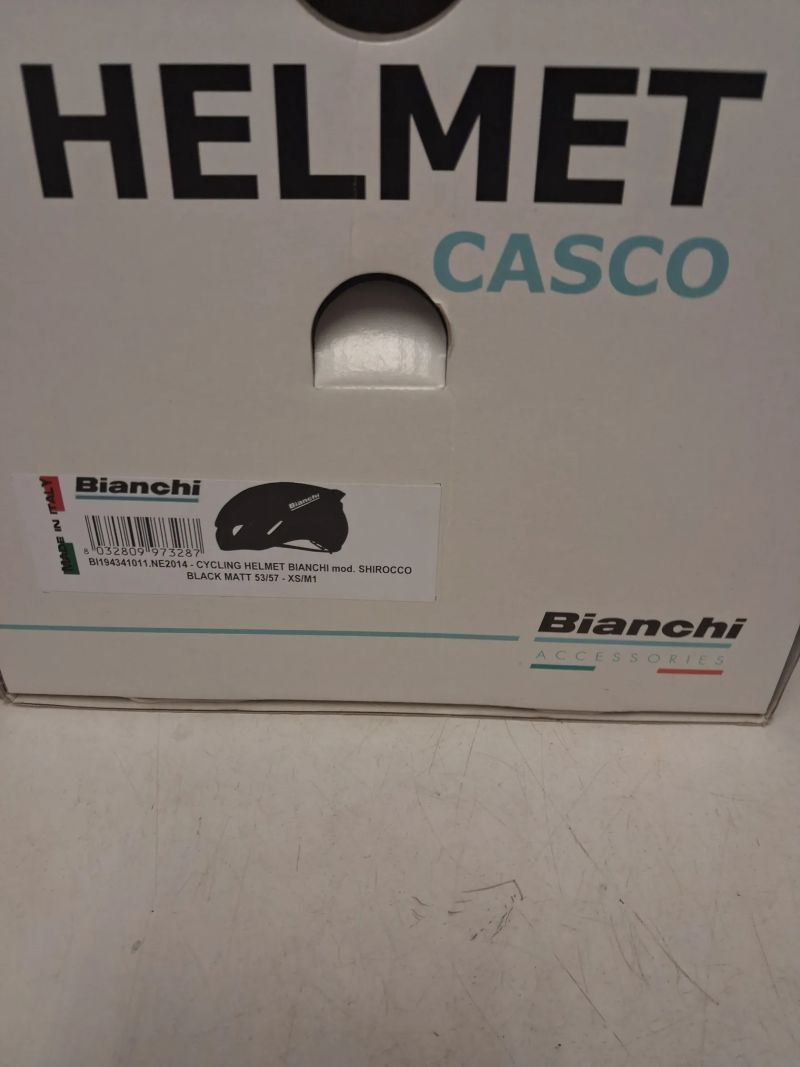 HELMET
CASCO
MADE IN ITALY
Bianchi
Bianchi
8 032809 973287
BI194341011.NE2014 - CYCLING HELMET BIANCHI mod. SHIROCCO
BLACK MATT 53/57 - XS/M1
Bianchi
ACCESSORIES